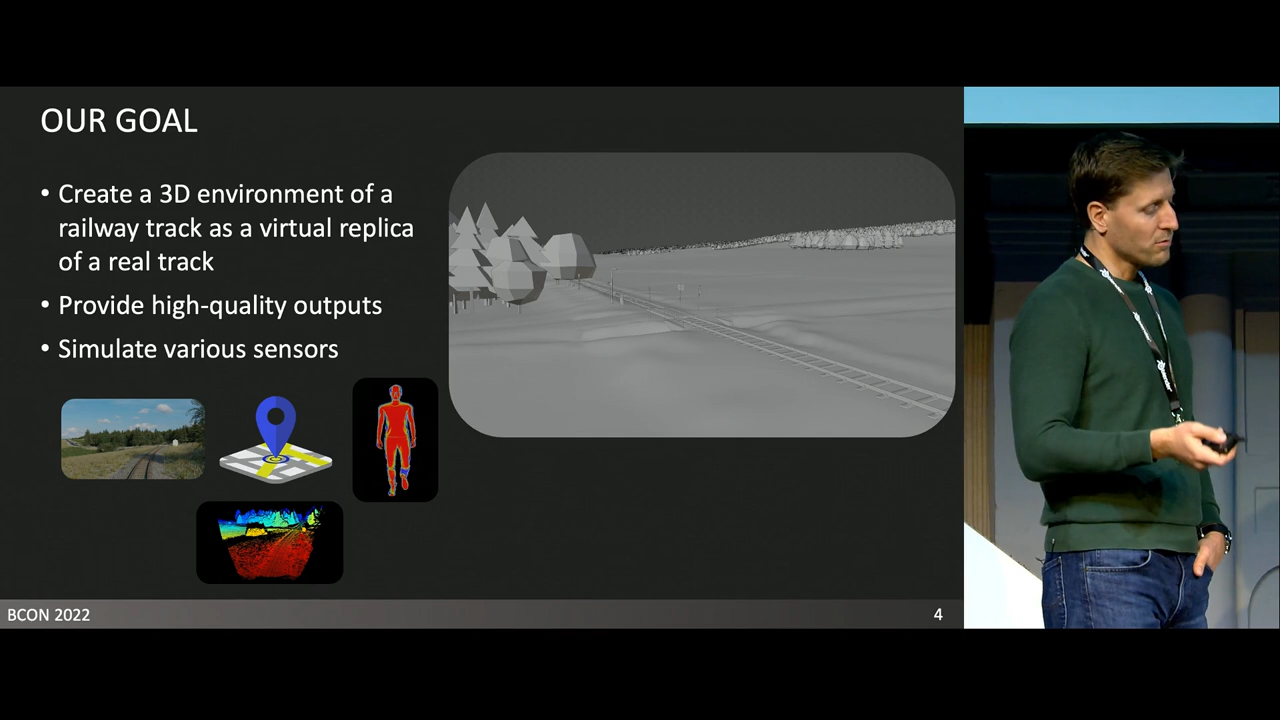 OUR GOAL
• Create a 3D environment of a
railway track as a virtual replica
of a real track
• Provide high-quality outputs
• Simulate various sensors
BCON 2022
4